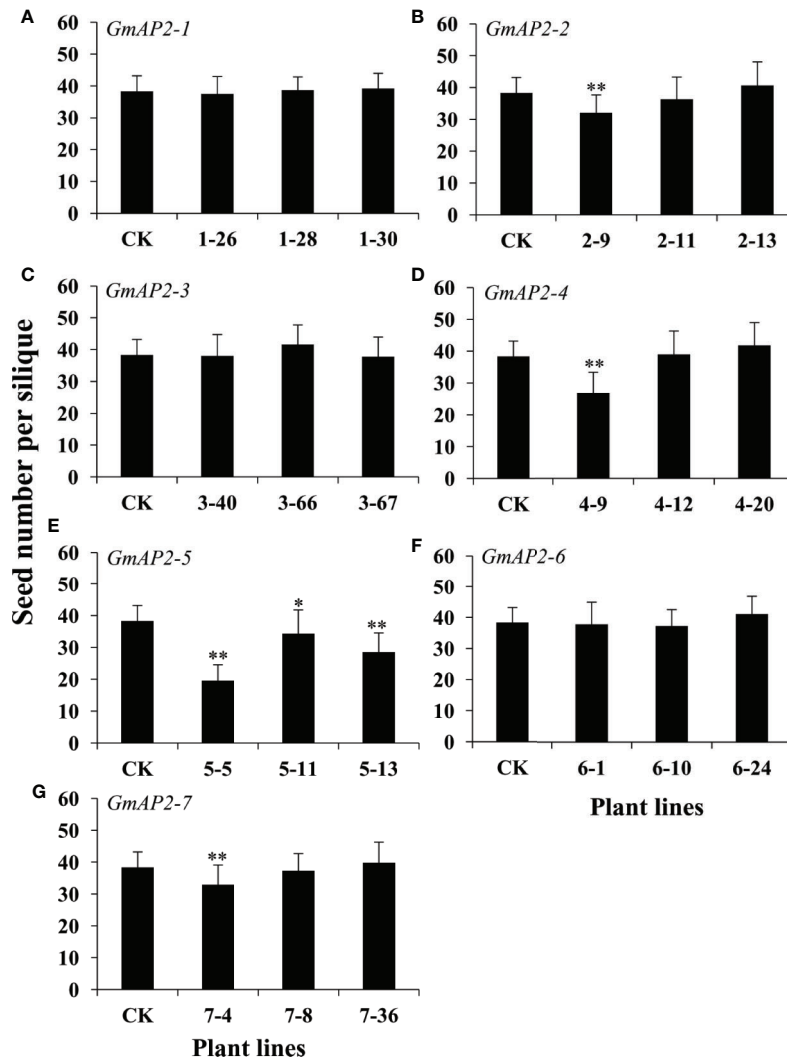 A
GmAP2-1
60
50
40
30
20
10
0
CK 1-26 1-28 1-30
B
GmAP2-2
60
50
40
30
20
10
0
**
CK 2-9 2-11 2-13
C
GmAP2-3
60
50
40
30
20
10
0
CK 3-40 3-66 3-67
D
GmAP2-4
60
50
40
30
20
10
0
**
CK 4-9 4-12 4-20
Seed number per silique
E
GmAP2-5
60
50
40
30
20
10
0
** * **
CK 5-5 5-11 5-13
F
GmAP2-6
60
50
40
30
20
10
0
CK 6-1 6-10 6-24
Plant lines
G
GmAP2-7
60
50
40
30
20
10
0
**
CK 7-4 7-8 7-36
Plant lines